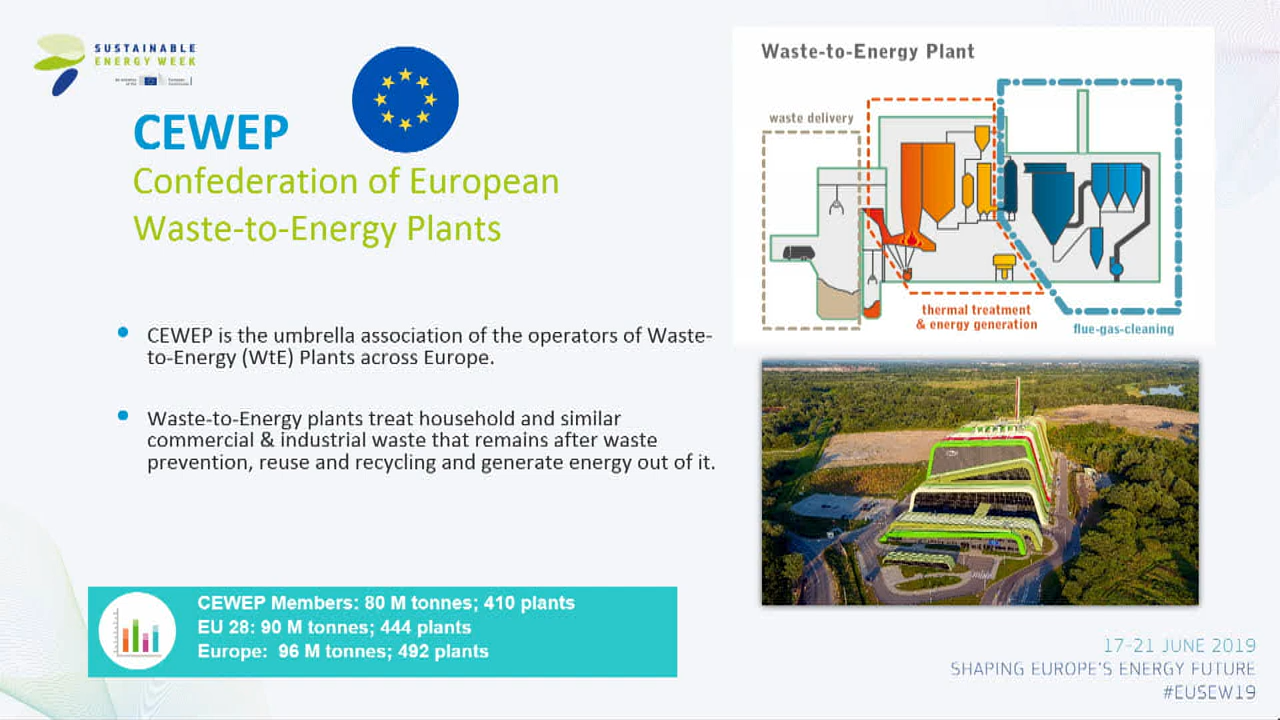 SUSTAINABLE
ENERGY WEEK
CEWEP
Confederation of European
Waste-to-Energy Plants
CEWEP is the umbrella association of the operators of Waste-
to-Energy (WtE) Plants across Europe.
Waste-to-Energy plants treat household and similar
commercial & industrial waste that remains after waste
prevention, reuse and recycling and generate energy out of it.
CEWEP Members: 80 M tonnes; 410 plants
EU 28: 90 M tonnes; 444 plants
Europe: 96 M tonnes; 492 plants
Waste-to-Energy Plant
waste delivery
thermal treatment
& energy generation
flue-gas-cleaning
17-21 JUNE 2019
SHAPING EUROPE'S ENERGY FUTURE
#EUSEW19